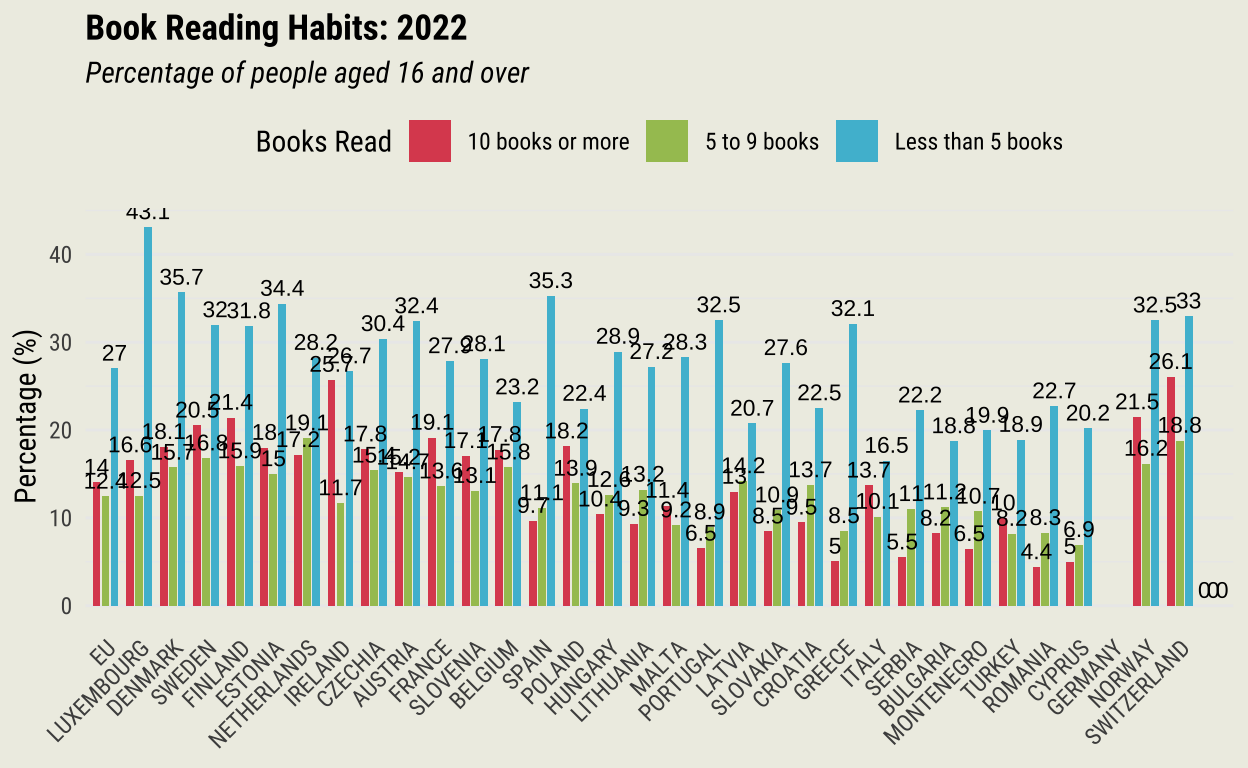 Book Reading Habits: 2022
Percentage of people aged 16 and over
Books Read 10 books or more 5 to 9 books Less than 5 books
Percentage (%)
40
30
20
10
0
14 12.4 27
16.6 12.5 43.1
18.1 15.7 35.7
20.5 16.8 32
21.4 15.9 31.8
18 15 34.4
17.2 19.1 28.2
25.7 11.7 26.7
17.8 15.4 30.4
15.2 14.7 32.4
19.1 13.6 27.9
17.1 13.1 28.1
17.8 15.8 23.2
9.7 11.1 35.3
18.2 13.9 22.4
10.4 12.6 28.9
9.3 13.2 27.2
11.4 9.2 28.3
6.5 8.9 32.5
13 14.2 20.7
8.5 10.9 27.6
9.5 13.7 22.5
5 8.5 32.1
13.7 10.1 16.5
5.5 11 22.2
8.2 11.2 18.8
6.5 10.7 19.9
10 8.2 18.9
4.4 8.3 22.7
5 6.9 20.2
21.5 16.2 32.5
26.1 18.8 33
0 0 0
EU
LUXEMBOURG
DENMARK
SWEDEN
FINLAND
ESTONIA
NETHERLANDS
IRELAND
CZECHIA
AUSTRIA
FRANCE
SLOVENIA
BELGIUM
SPAIN
POLAND
HUNGARY
LITHUANIA
MALTA
PORTUGAL
LATVIA
SLOVAKIA
CROATIA
GREECE
ITALY
SERBIA
BULGARIA
MONTENEGRO
TURKEY
ROMANIA
CYPRUS
GERMANY
NORWAY
SWITZERLAND